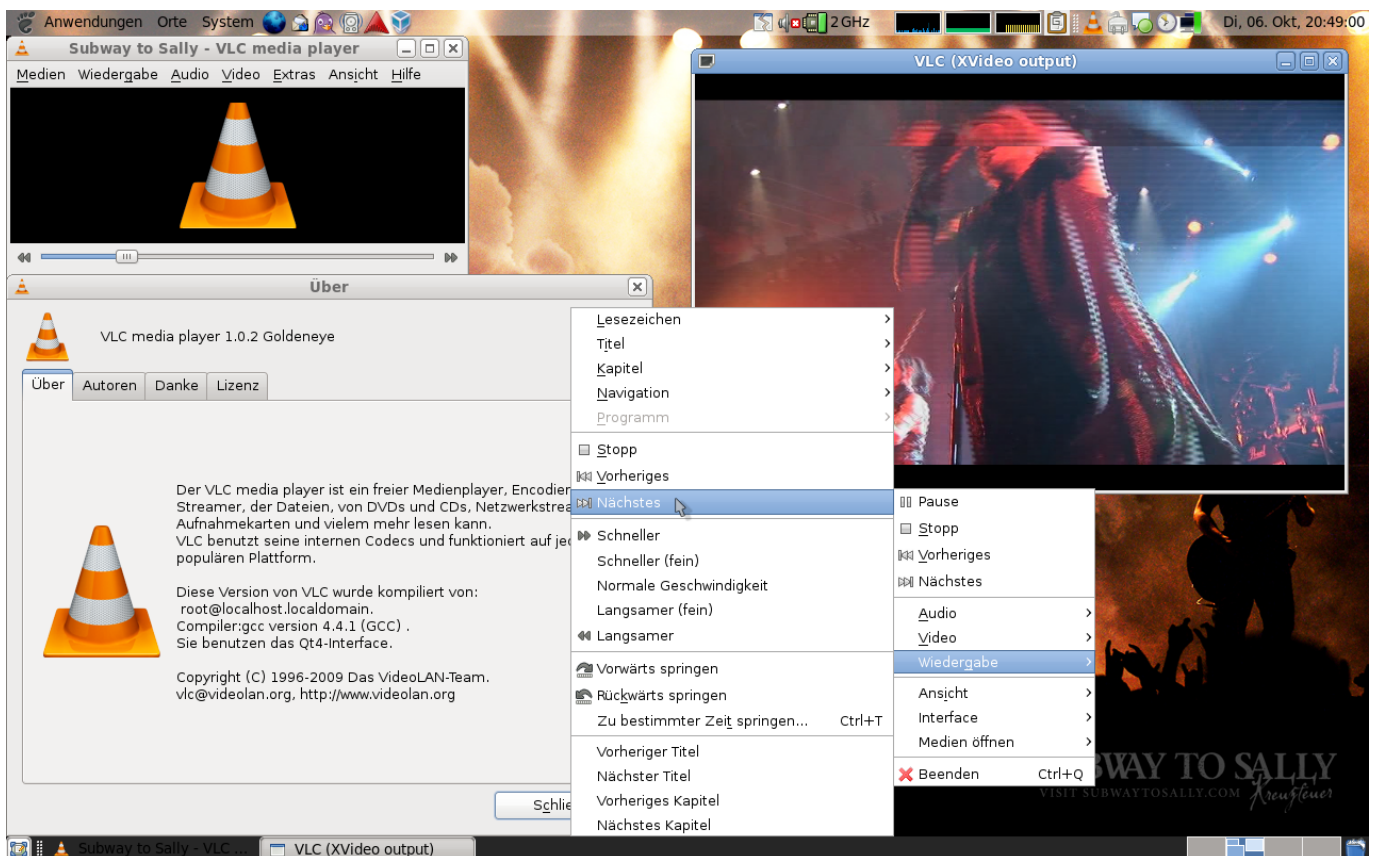 Anwendungen Orte System
2 GHz
Di, 06. Okt, 20:49:00
Subway to Sally - VLC media player
Medien Wiedergabe Audio Video Extras Ansicht Hilfe
VLC (XVideo output)
Über
VLC media player 1.0.2 Goldeneye
Über Autoren Danke Lizenz
Der VLC media player ist ein freier Medienplayer, Encodier
Streamer, der Dateien, von DVDs und CDs, Netzwerkstrea
Aufnahmekarten und vielem mehr lesen kann.
VLC benutzt seine internen Codecs und funktioniert auf jed
populären Plattform.
Diese Version von VLC wurde kompiliert von:
root@localhost.localdomain.
Compiler:gcc version 4.4.1 (GCC) .
Sie benutzen das Qt4-Interface.
Copyright (C) 1996-2009 Das VideoLAN-Team.
vlc@videolan.org, http://www.videolan.org
Schlie
Lesezeichen
Titel
Kapitel
Navigation
Programm
Stopp
Vorheriges
Nächstes
Schneller
Schneller (fein)
Normale Geschwindigkeit
Langsamer (fein)
Langsamer
Vorwärts springen
Rückwärts springen
Zu bestimmter Zeit springen... Ctrl+T
Vorheriger Titel
Nächster Titel
Vorheriges Kapitel
Nächstes Kapitel
Pause
Stopp
Vorheriges
Nächstes
Audio
Video
Wiedergabe
Ansicht
Interface
Medien öffnen
Beenden Ctrl+Q
BWAY TO SALLY
VISIT SUBWAYTOSALLY.COM Kreuzfeuer
Subway to Sally - VLC ...
VLC (XVideo output)